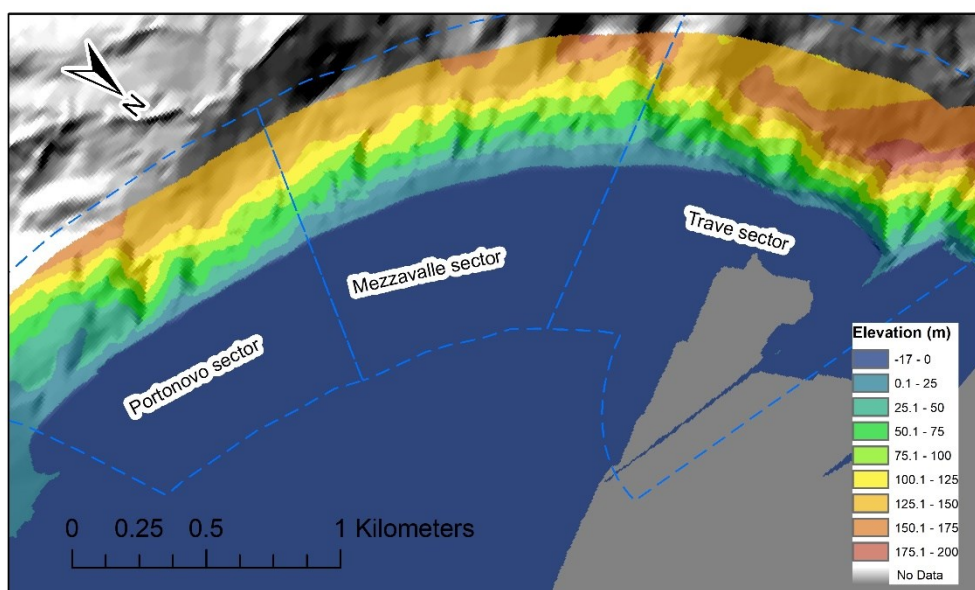 N
Trave sector
Mezzavalle sector
Portonovo sector
0 0.25 0.5 1 Kilometers
Elevation (m)
-17 - 0
0.1 - 25
25.1 - 50
50.1 - 75
75.1 - 100
100.1 - 125
125.1 - 150
150.1 - 175
175.1 - 200
No Data